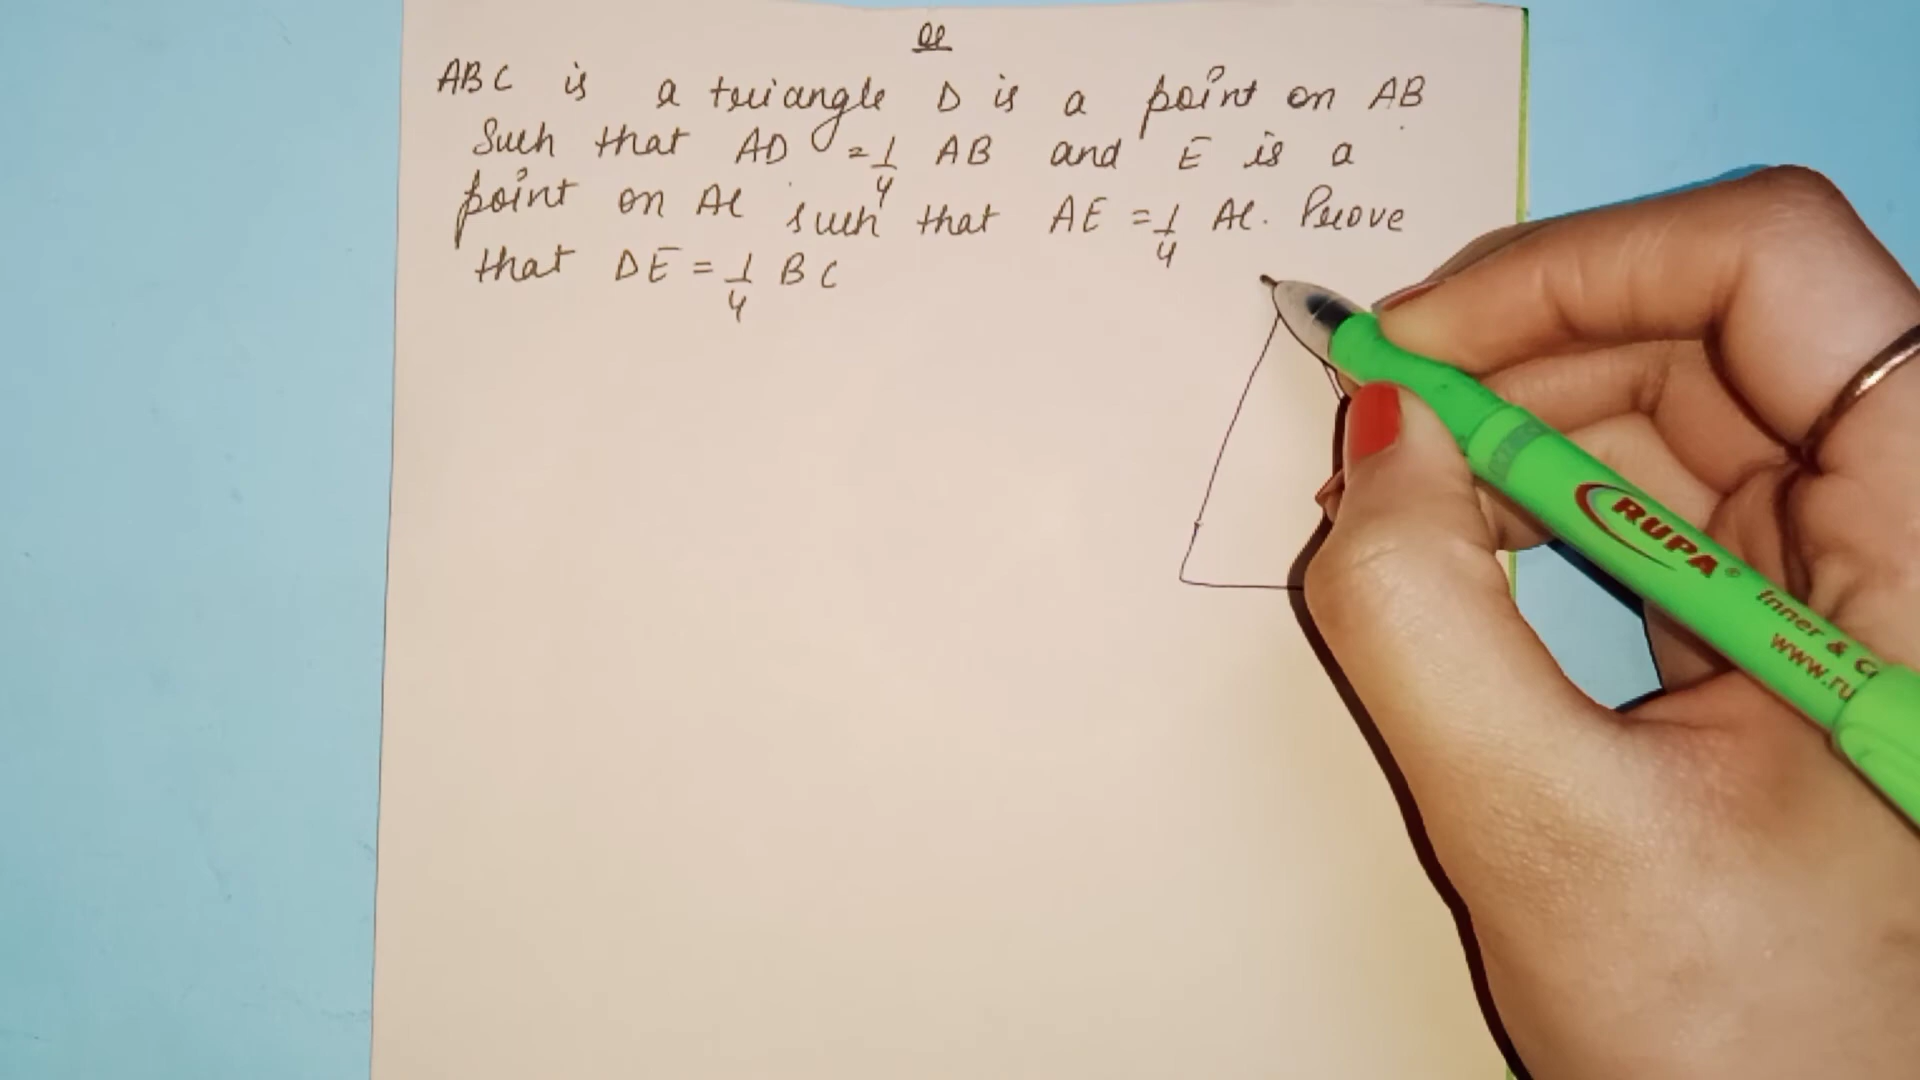 Q
ABC is a triangle D is a point on AB
Such that AD = 1/4 AB and E is a
point on AC such that AE = 1/4 AC. Prove
that DE = 1/4 BC
RUPA®
Inner &
www.ru